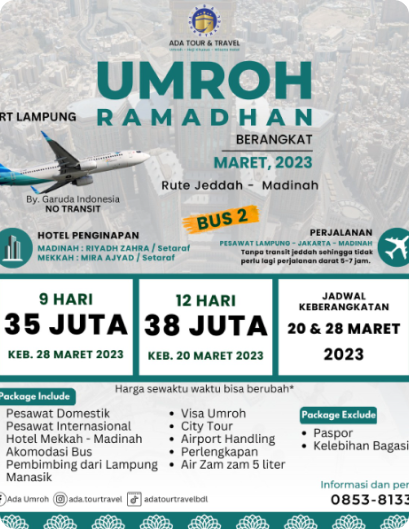 ADA TOUR & TRAVEL
UMROH
RAMADHAN
RT LAMPUNG
BERANGKAT
MARET, 2023
Rute Jeddah - Madinah
By. Garuda Indonesia
NO TRANSIT
BUS 2
HOTEL PENGINAPAN
MADINAH : RIYADH ZAHRA / Setaraf
MEKKAH : MIRA AJYAD / Setaraf
PERJALANAN
PESAWAT LAMPUNG - JAKARTA - MADINAH
Tanpa transit jeddah sehingga tidak
perlu lagi perjalanan darat 5-7 jam.
9 HARI
35 JUTA
KEB. 28 MARET 2023
12 HARI
38 JUTA
KEB. 20 MARET 2023
JADWAL
KEBERANGKATAN
20 & 28 MARET
2023
Harga sewaktu waktu bisa berubah*
Package Include
Pesawat Domestik
Pesawat Internasional
Hotel Mekkah - Madinah
Akomodasi Bus
Pembimbing dari Lampung
Manasik
• Visa Umroh
• City Tour
• Airport Handling
• Perlengkapan
• Air Zam zam 5 liter
Package Exclude
• Paspor
• Kelebihan Bagasi
Informasi dan pen
0853-8133
Ada Umroh
ada.tourtravel
adatourtravelbdl